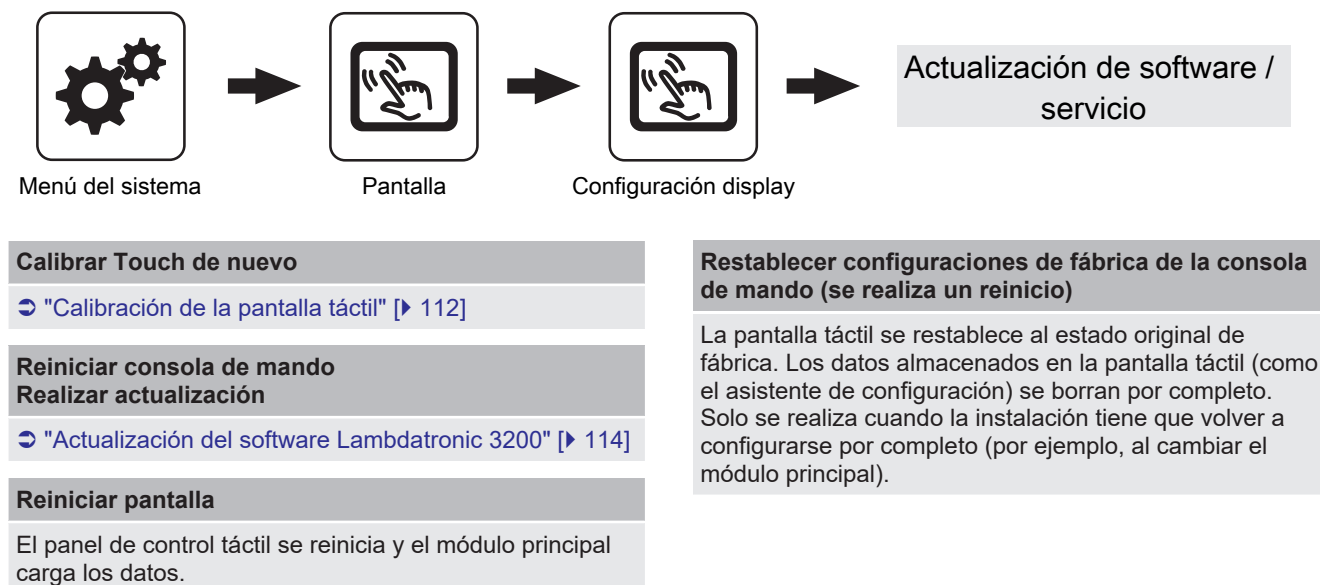 Menú del sistema
Pantalla
Configuración display
Actualización de software /
servicio
Calibrar Touch de nuevo
➲ "Calibración de la pantalla táctil" [▶ 112]
Reiniciar consola de mando
Realizar actualización
➲ "Actualización del software Lambdatronic 3200" [▶ 114]
Reiniciar pantalla
El panel de control táctil se reinicia y el módulo principal
carga los datos.
Restablecer configuraciones de fábrica de la consola
de mando (se realiza un reinicio)
La pantalla táctil se restablece al estado original de
fábrica. Los datos almacenados en la pantalla táctil (como
el asistente de configuración) se borran por completo.
Solo se realiza cuando la instalación tiene que volver a
configurarse por completo (por ejemplo, al cambiar el
módulo principal).